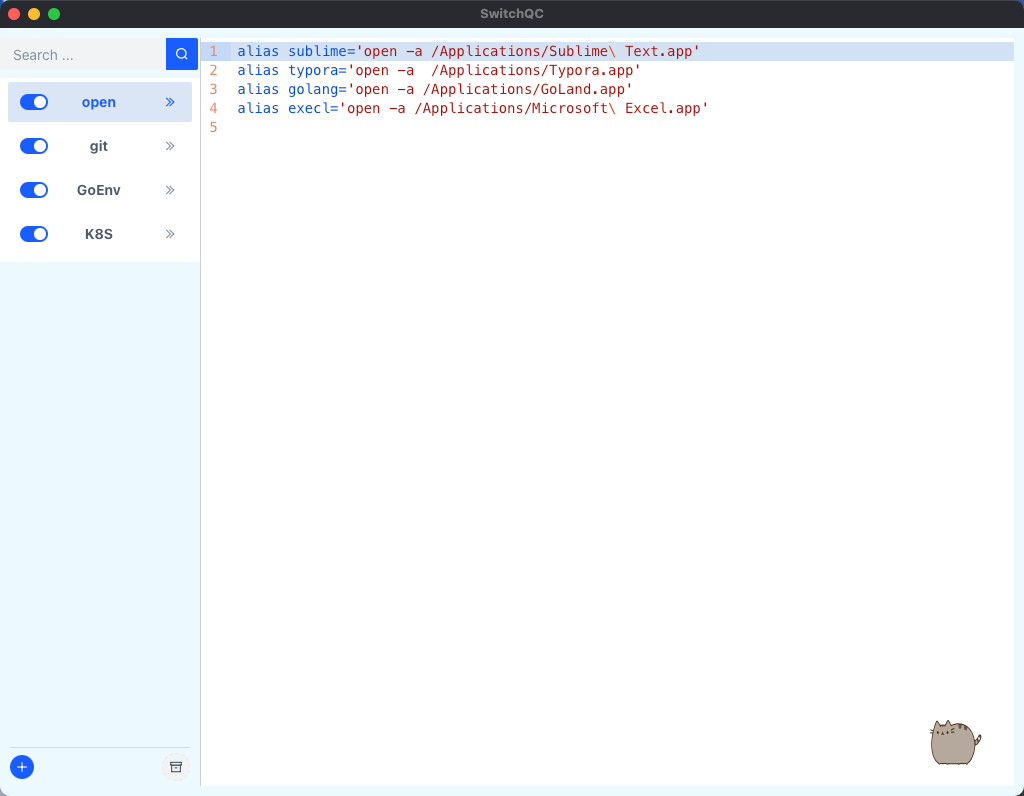 SwitchQC
Search ...
open
git
GoEnv
K8S
1 alias sublime='open -a /Applications/Sublime\ Text.app'
2 alias typora='open -a  /Applications/Typora.app'
3 alias golang='open -a /Applications/GoLand.app'
4 alias execl='open -a /Applications/Microsoft\ Excel.app'
5